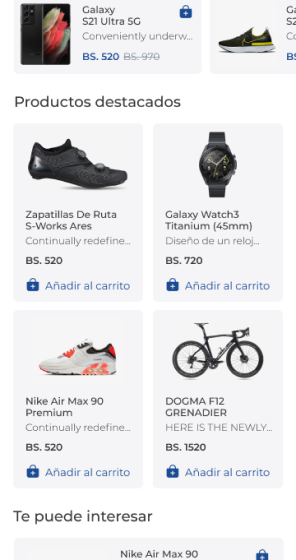 Galaxy
S21 Ultra 5G
Conveniently underw...
BS. 520 BS. 970
Productos destacados
Zapatillas De Ruta
S-Works Ares
Continually redefine...
BS. 520
Añadir al carrito
Galaxy Watch3
Titanium (45mm)
Diseño de un reloj...
BS. 720
Añadir al carrito
Nike Air Max 90
Premium
Continually redefine...
BS. 520
Añadir al carrito
DOGMA F12
GRENADIER
HERE IS THE NEWLY...
BS. 1520
Añadir al carrito
Te puede interesar
Nike Air Max 90